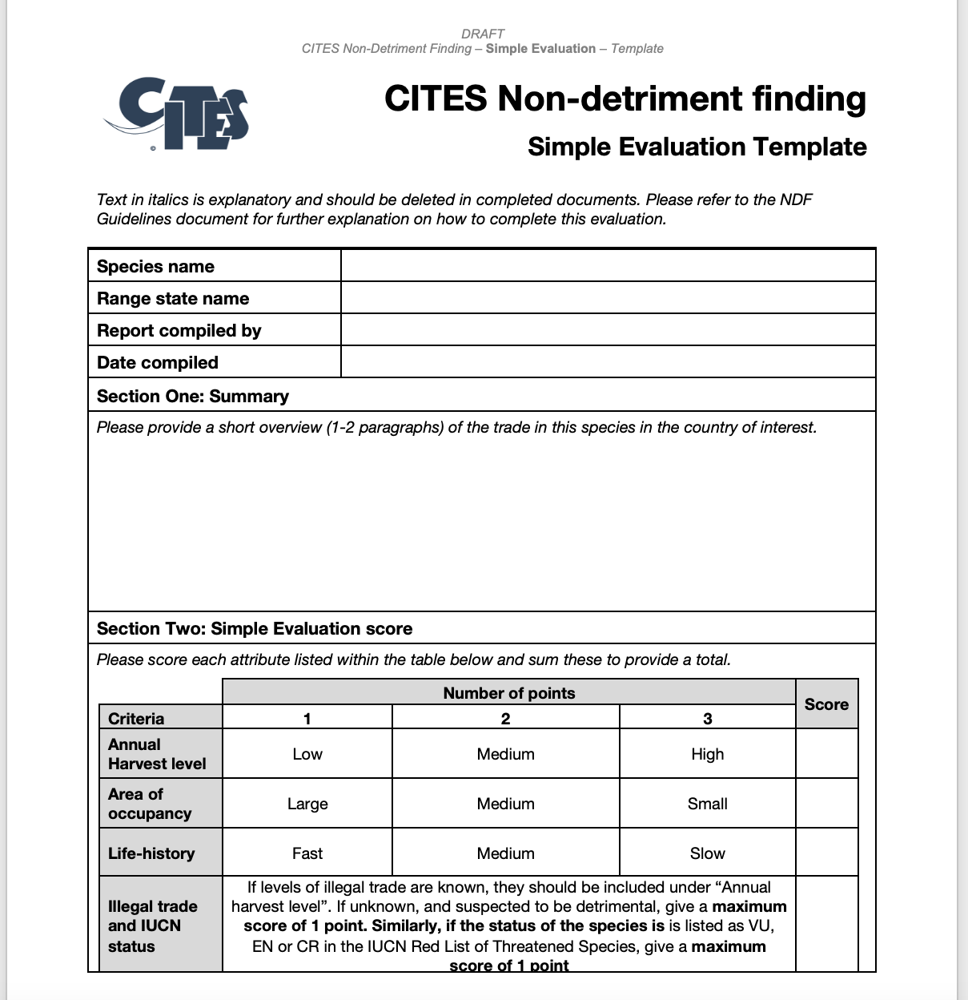 DRAFT
CITES Non-Detriment Finding – Simple Evaluation – Template
CITES
©
CITES Non-detriment finding
Simple Evaluation Template
Text in italics is explanatory and should be deleted in completed documents. Please refer to the NDF
Guidelines document for further explanation on how to complete this evaluation.
Species name
Range state name
Report compiled by
Date compiled
Section One: Summary
Please provide a short overview (1-2 paragraphs) of the trade in this species in the country of interest.
Section Two: Simple Evaluation score
Please score each attribute listed within the table below and sum these to provide a total.
Number of points
Score
Criteria
1
2
3
Annual
Harvest level
Low
Medium
High
Area of
occupancy
Large
Medium
Small
Life-history
Fast
Medium
Slow
Illegal trade
and IUCN
status
If levels of illegal trade are known, they should be included under “Annual
harvest level”. If unknown, and suspected to be detrimental, give a maximum
score of 1 point. Similarly, if the status of the species is is listed as VU,
EN or CR in the IUCN Red List of Threatened Species, give a maximum
score of 1 point